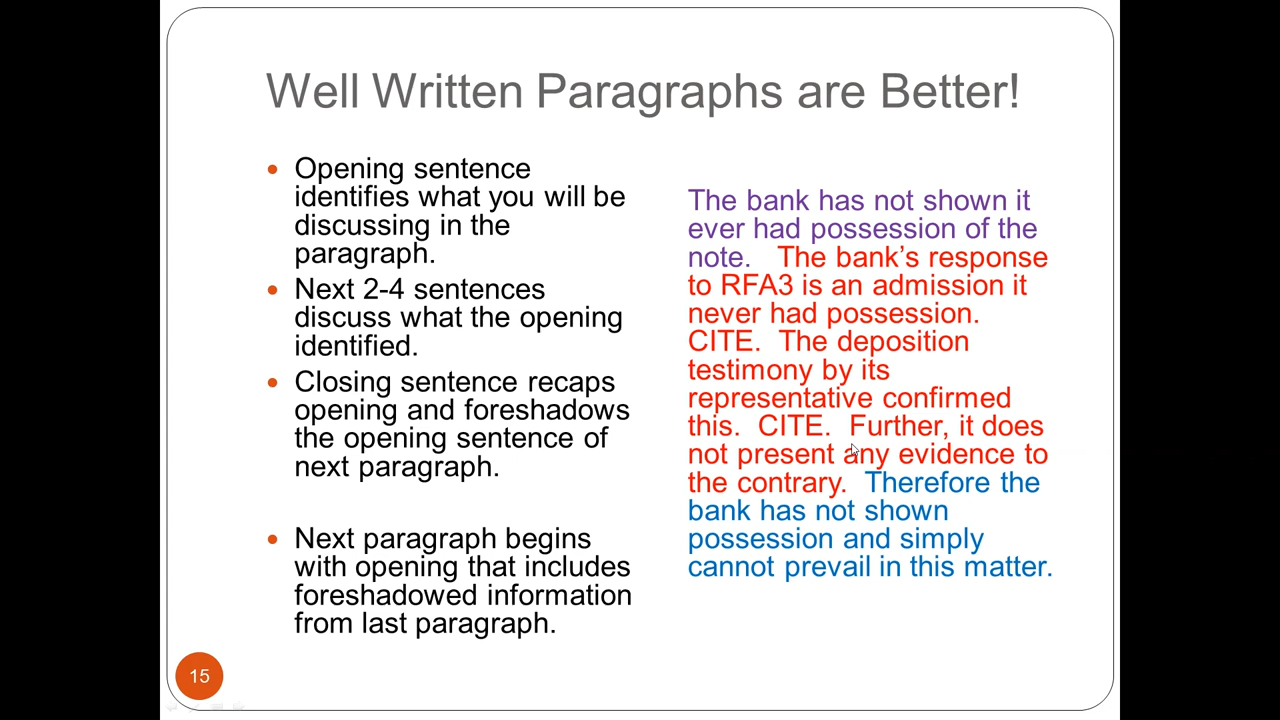 Well Written Paragraphs are Better!
• Opening sentence
identifies what you will be
discussing in the
paragraph.
• Next 2-4 sentences
discuss what the opening
identified.
• Closing sentence recaps
opening and foreshadows
the opening sentence of
next paragraph.
• Next paragraph begins
with opening that includes
foreshadowed information
from last paragraph.
The bank has not shown it
ever had possession of the
note.   The bank’s response
to RFA3 is an admission it
never had possession.
CITE.  The deposition
testimony by its
representative confirmed
this.  CITE.  Further, it does
not present any evidence to
the contrary.  Therefore the
bank has not shown
possession and simply
cannot prevail in this matter.
15